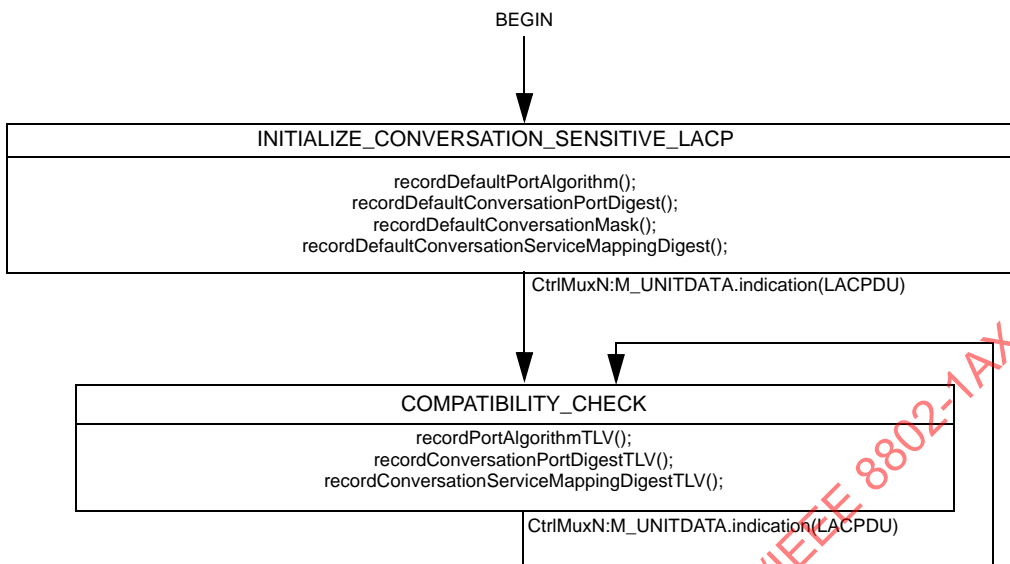 BEGIN
INITIALIZE_CONVERSATION_SENSITIVE_LACP
recordDefaultPortAlgorithm();
recordDefaultConversationPortDigest();
recordDefaultConversationMask();
recordDefaultConversationServiceMappingDigest();
CtrlMuxN:M_UNITDATA.indication(LACPDU)
COMPATIBILITY_CHECK
recordPortAlgorithmTLV();
recordConversationPortDigestTLV();
recordConversationServiceMappingDigestTLV();
CtrlMuxN:M_UNITDATA.indication(LACPDU)
/IEEE 8802-1AX